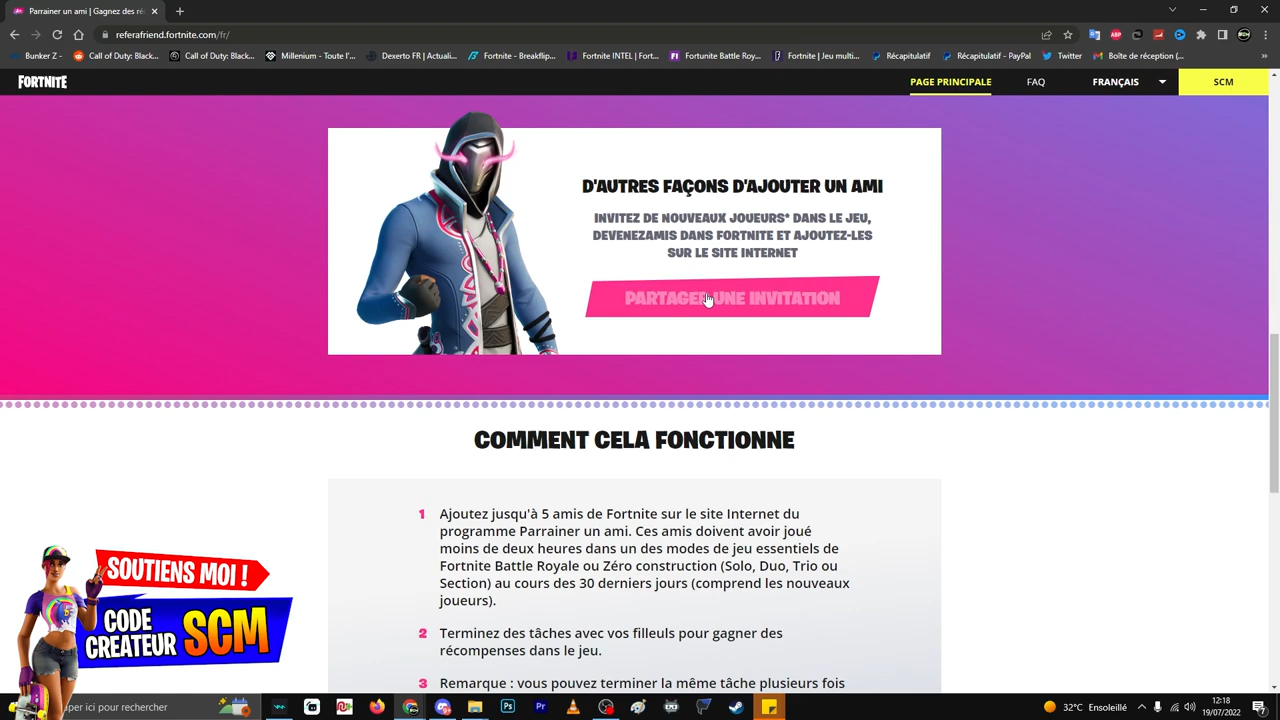 Parrainer un ami | Gagnez des ré
referafriend.fortnite.com/fr/
Bunker Z -
Call of Duty: Black...
Call of Duty: Black...
Millenium - Toute l'...
Dexerto FR | Actuali...
Fortnite - Breakflip...
Fortnite INTEL | Fort...
Fortunite Battle Roy...
Fortnite | Jeu multi...
Récapitulatif
Récapitulatif - PayPal
Twitter
Boîte de réception (...
FORTNITE
PAGE PRINCIPALE
FAQ
FRANÇAIS
SCM
D'AUTRES FAÇONS D'AJOUTER UN AMI
INVITEZ DE NOUVEAUX JOUEURS* DANS LE JEU,
DEVENEZAMIS DANS FORTNITE ET AJOUTEZ-LES
SUR LE SITE INTERNET
PARTAGER UNE INVITATION
COMMENT CELA FONCTIONNE
1 Ajoutez jusqu'à 5 amis de Fortnite sur le site Internet du
programme Parrainer un ami. Ces amis doivent avoir joué
moins de deux heures dans un des modes de jeu essentiels de
Fortnite Battle Royale ou Zéro construction (Solo, Duo, Trio ou
Section) au cours des 30 derniers jours (comprend les nouveaux
joueurs).
2 Terminez des tâches avec vos filleuls pour gagner des
récompenses dans le jeu.
3 Remarque : vous pouvez terminer la même tâche plusieurs fois
SOUTIENS MOI !
CODE
CREATEUR SCM
aper ici pour rechercher
32°C Ensoleillé
12:18
19/07/2022